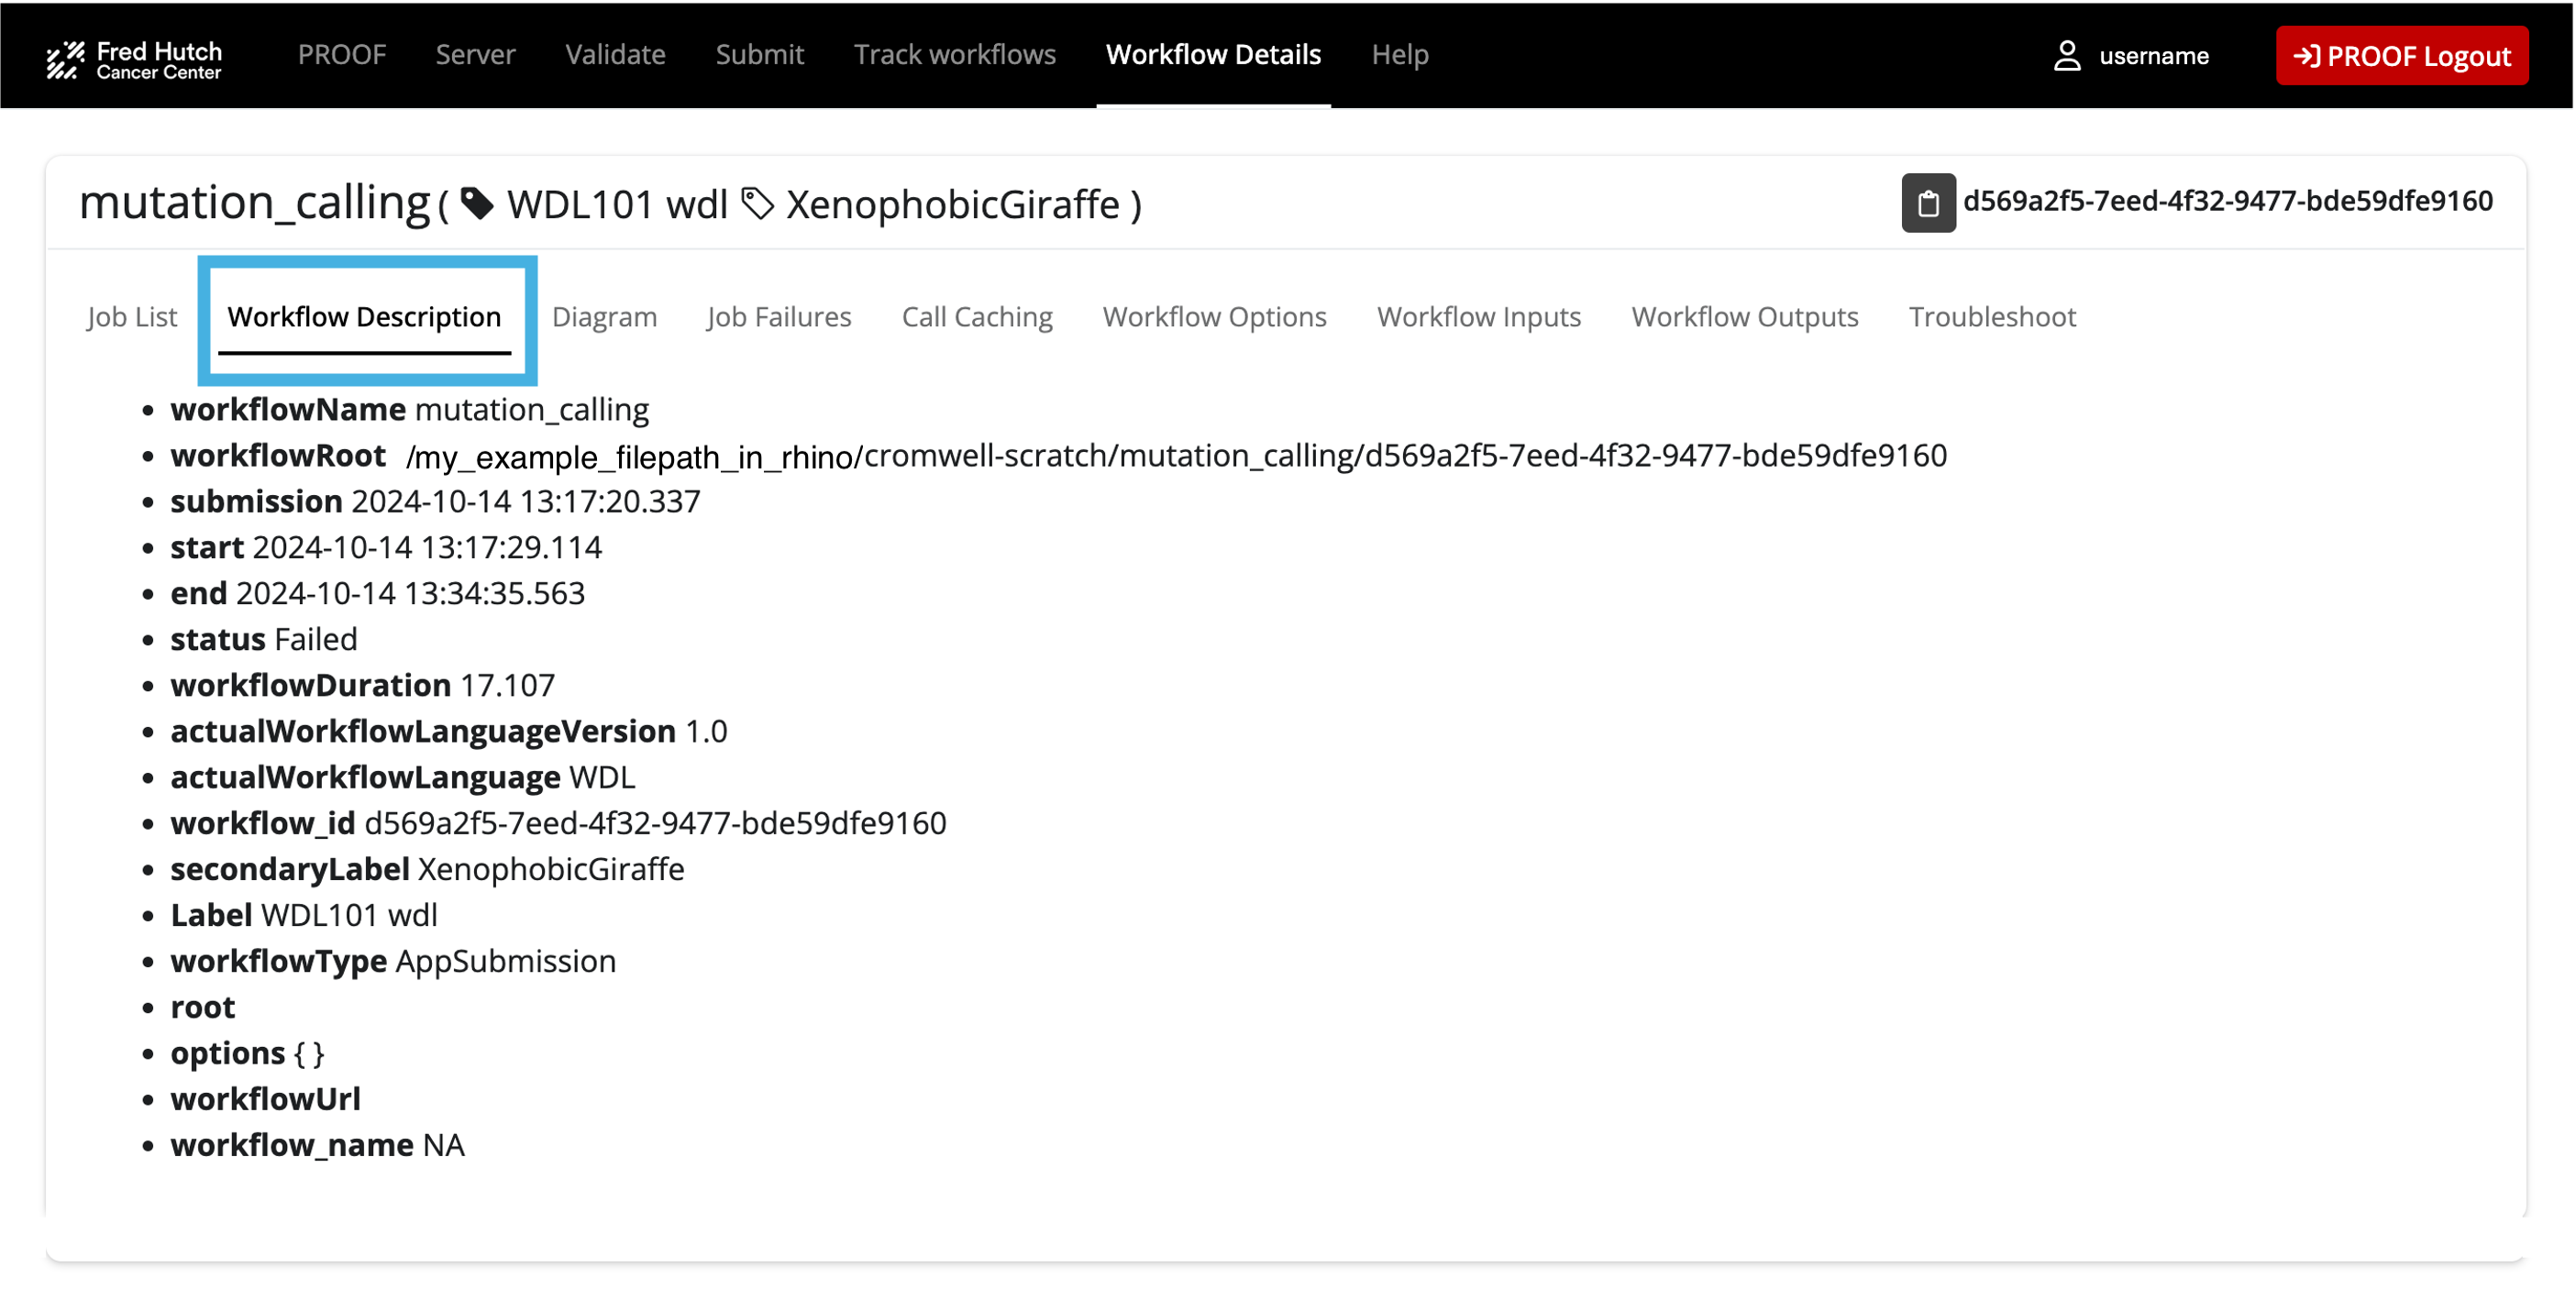 Fred Hutch
Cancer Center
PROOF Server Validate Submit Track workflows Workflow Details Help
username
PROOF Logout
mutation_calling ( WDL101 wdl XenophobicGiraffe )
d569a2f5-7eed-4f32-9477-bde59dfe9160
Job List Workflow Description Diagram Job Failures Call Caching Workflow Options Workflow Inputs Workflow Outputs Troubleshoot
workflowName mutation_calling
workflowRoot /my_example_filepath_in_rhino/cromwell-scratch/mutation_calling/d569a2f5-7eed-4f32-9477-bde59dfe9160
submission 2024-10-14 13:17:20.337
start 2024-10-14 13:17:29.114
end 2024-10-14 13:34:35.563
status Failed
workflowDuration 17.107
actualWorkflowLanguageVersion 1.0
actualWorkflowLanguage WDL
workflow_id d569a2f5-7eed-4f32-9477-bde59dfe9160
secondaryLabel XenophobicGiraffe
Label WDL101 wdl
workflowType AppSubmission
root
options { }
workflowUrl
workflow_name NA